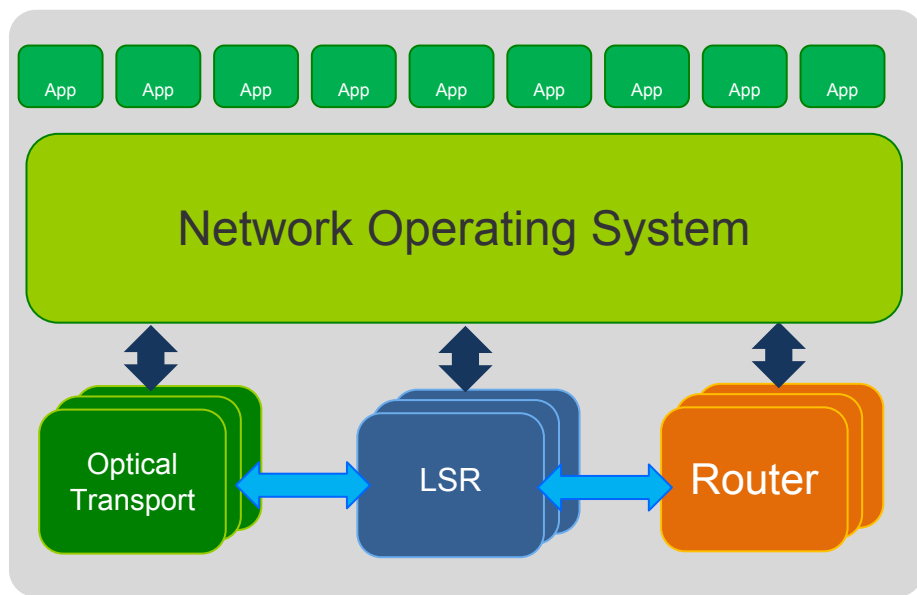 App App App App App App App App App
Network Operating System
Optical
Transport
LSR
Router